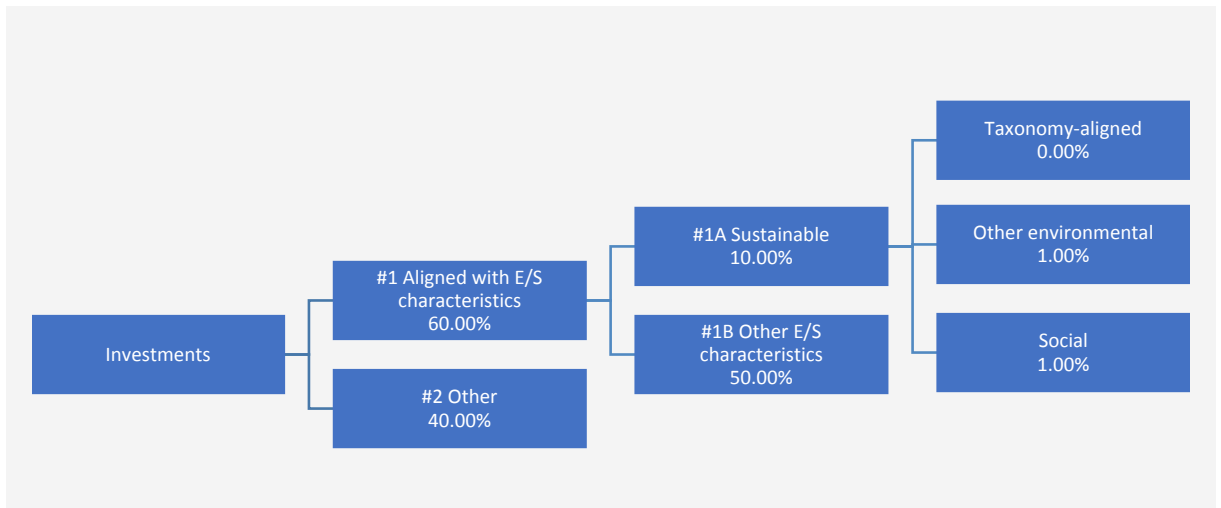 Investments
#1 Aligned with E/S
characteristics
60.00%
#2 Other
40.00%
#1A Sustainable
10.00%
#1B Other E/S
characteristics
50.00%
Taxonomy-aligned
0.00%
Other environmental
1.00%
Social
1.00%